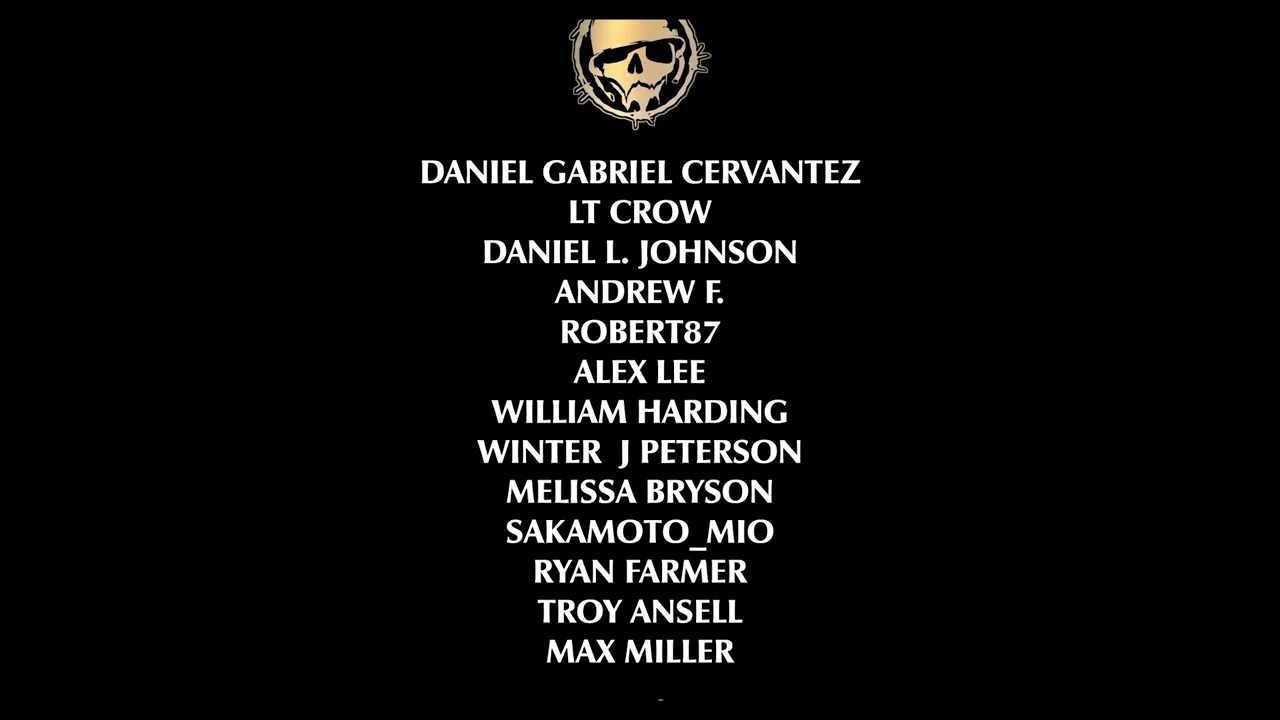 DANIEL GABRIEL CERVANTEZ
LT CROW
DANIEL L. JOHNSON
ANDREW F.
ROBERT87
ALEX LEE
WILLIAM HARDING
WINTER  J PETERSON
MELISSA BRYSON
SAKAMOTO_MIO
RYAN FARMER
TROY ANSELL
MAX MILLER